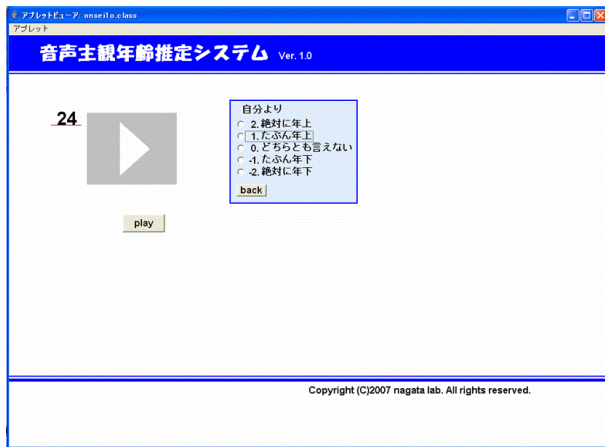 アプレットビューア: onsei1o.class
アプレット
音声主観年齢推定システム Ver. 1.0
24
自分より
2. 絶対に年上
1. たぶん年上
0. どちらとも言えない
-1. たぶん年下
-2. 絶対に年下
back
play
Copyright (C)2007 nagata lab. All rights reserved.